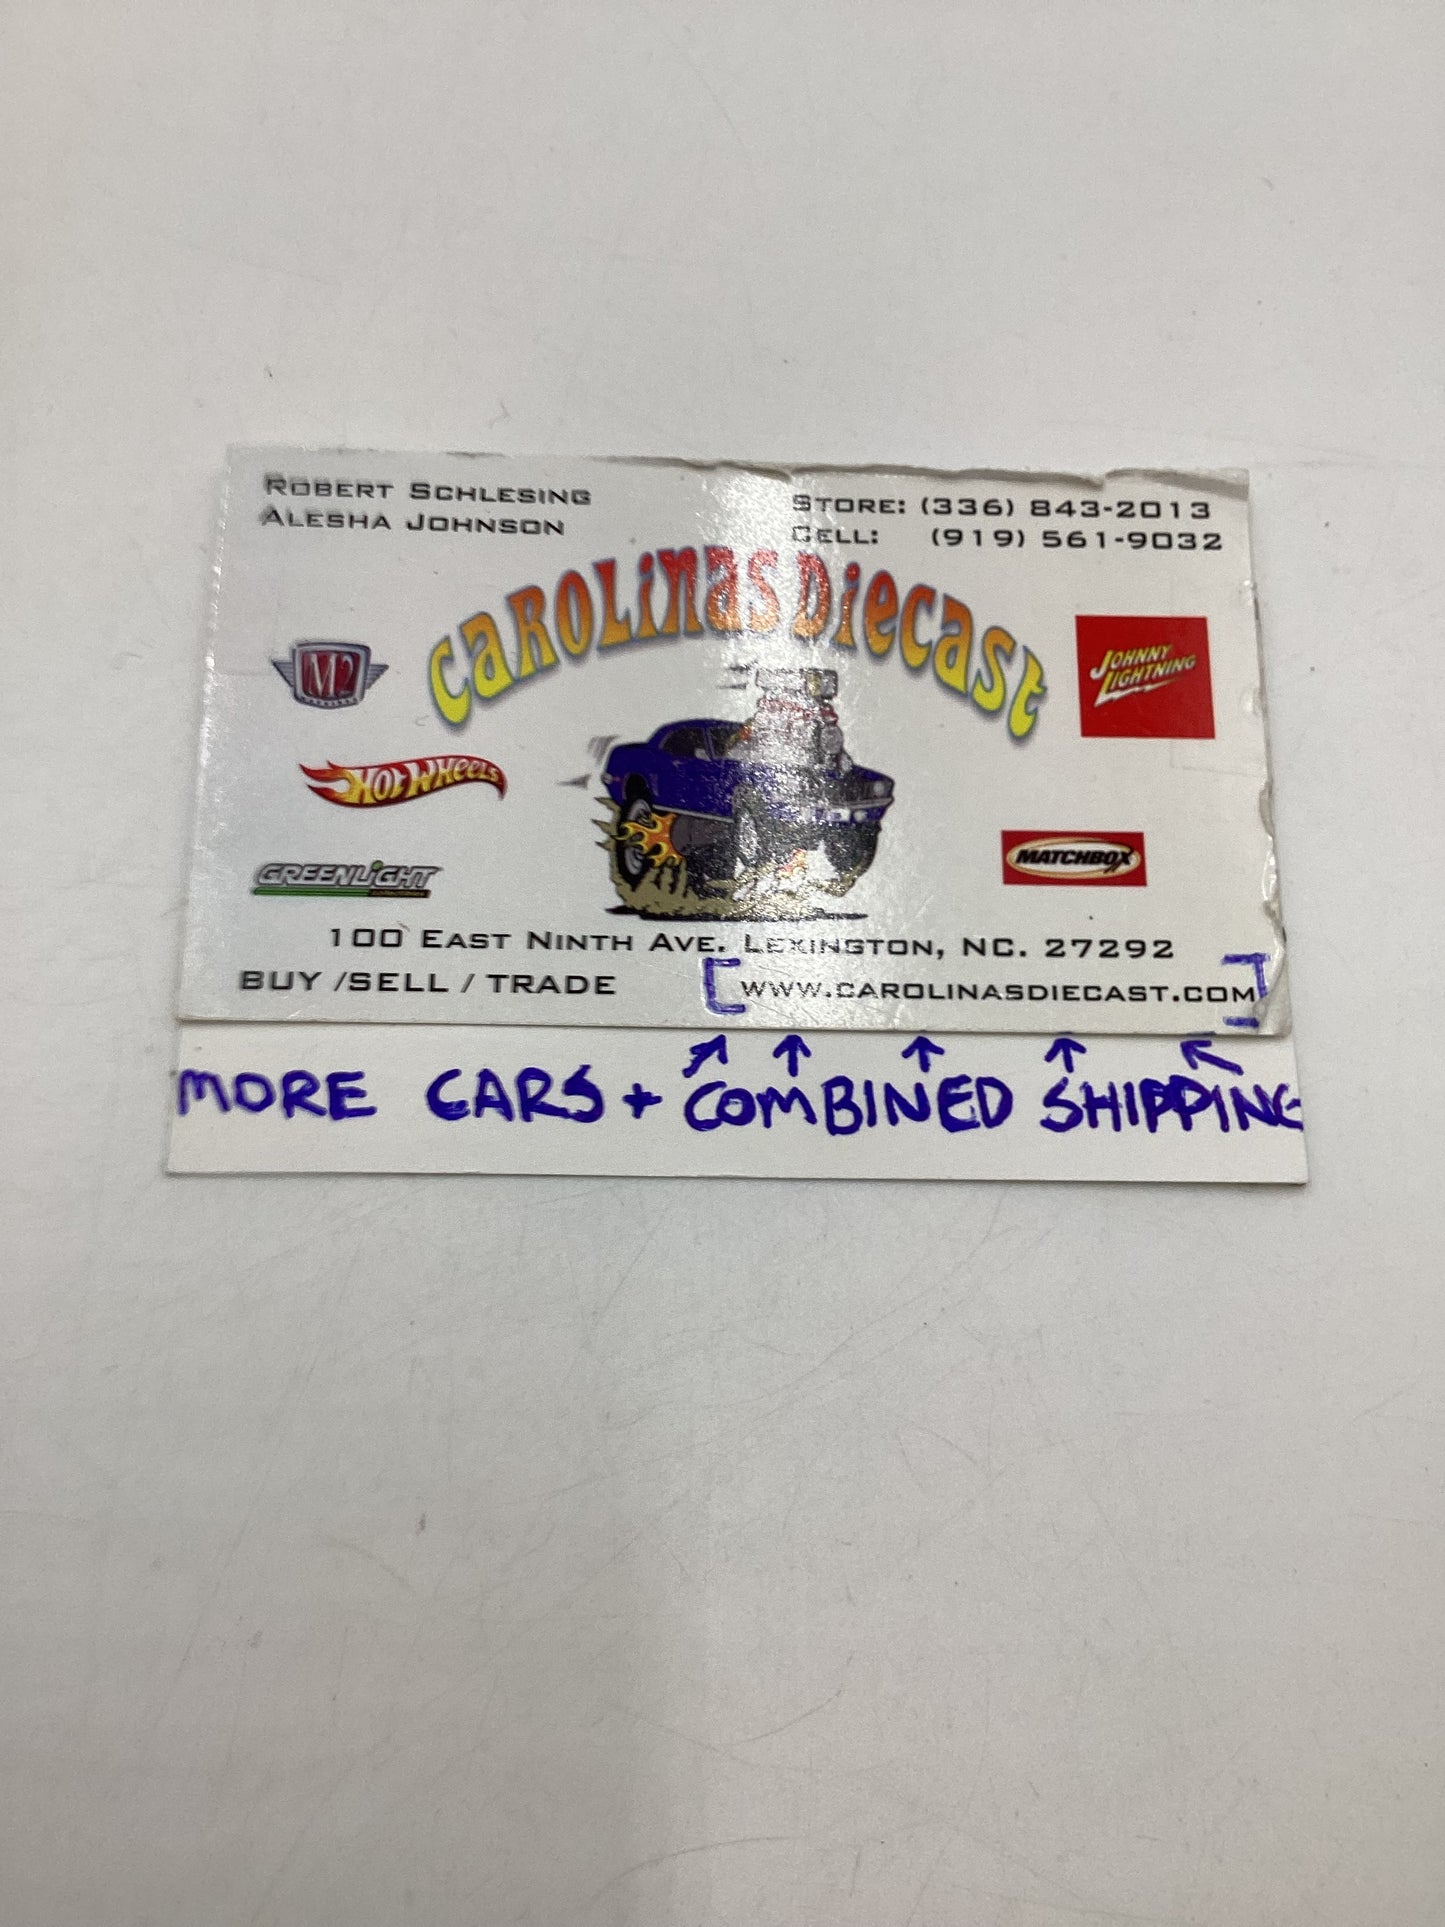 ROBERT SCHLESING
ALESHA JOHNSON
STORE: (336) 843-2013
CELL: (919) 561-9032
CAROLINAS DIECAST
M2
JOHNNY
LIGHTNING
HOT WHEELS
MATCHBOX
GREENLIGHT
100 EAST NINTH AVE. LEXINGTON, NC. 27292
BUY /SELL / TRADE
[WWW.CAROLINASDIECAST.COM]
MORE CARS + COMBINED SHIPPING